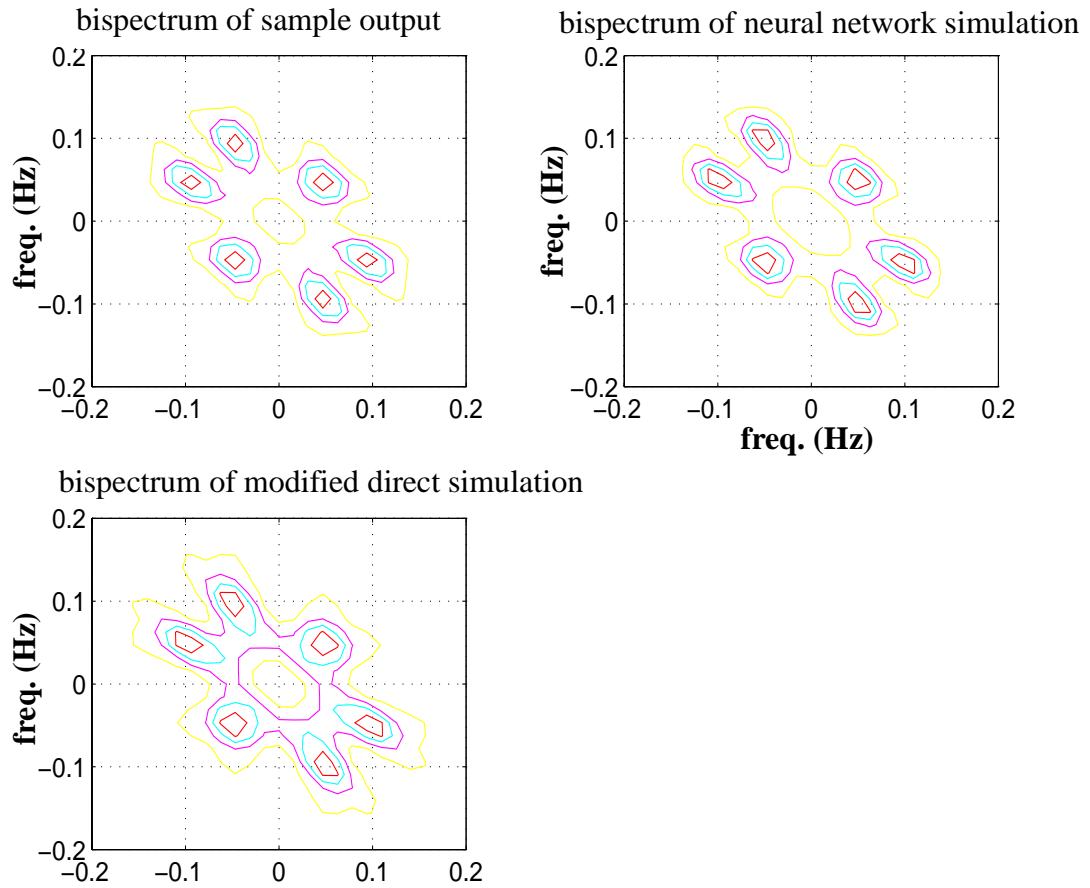 bispectrum of sample output
0.2
0.1
0
−0.1
−0.2
freq. (Hz)
−0.2 −0.1 0 0.1 0.2
bispectrum of neural network simulation
0.2
0.1
0
−0.1
−0.2
freq. (Hz)
−0.2 −0.1 0 0.1 0.2
freq. (Hz)
bispectrum of modified direct simulation
0.2
0.1
0
−0.1
−0.2
freq. (Hz)
−0.2 −0.1 0 0.1 0.2